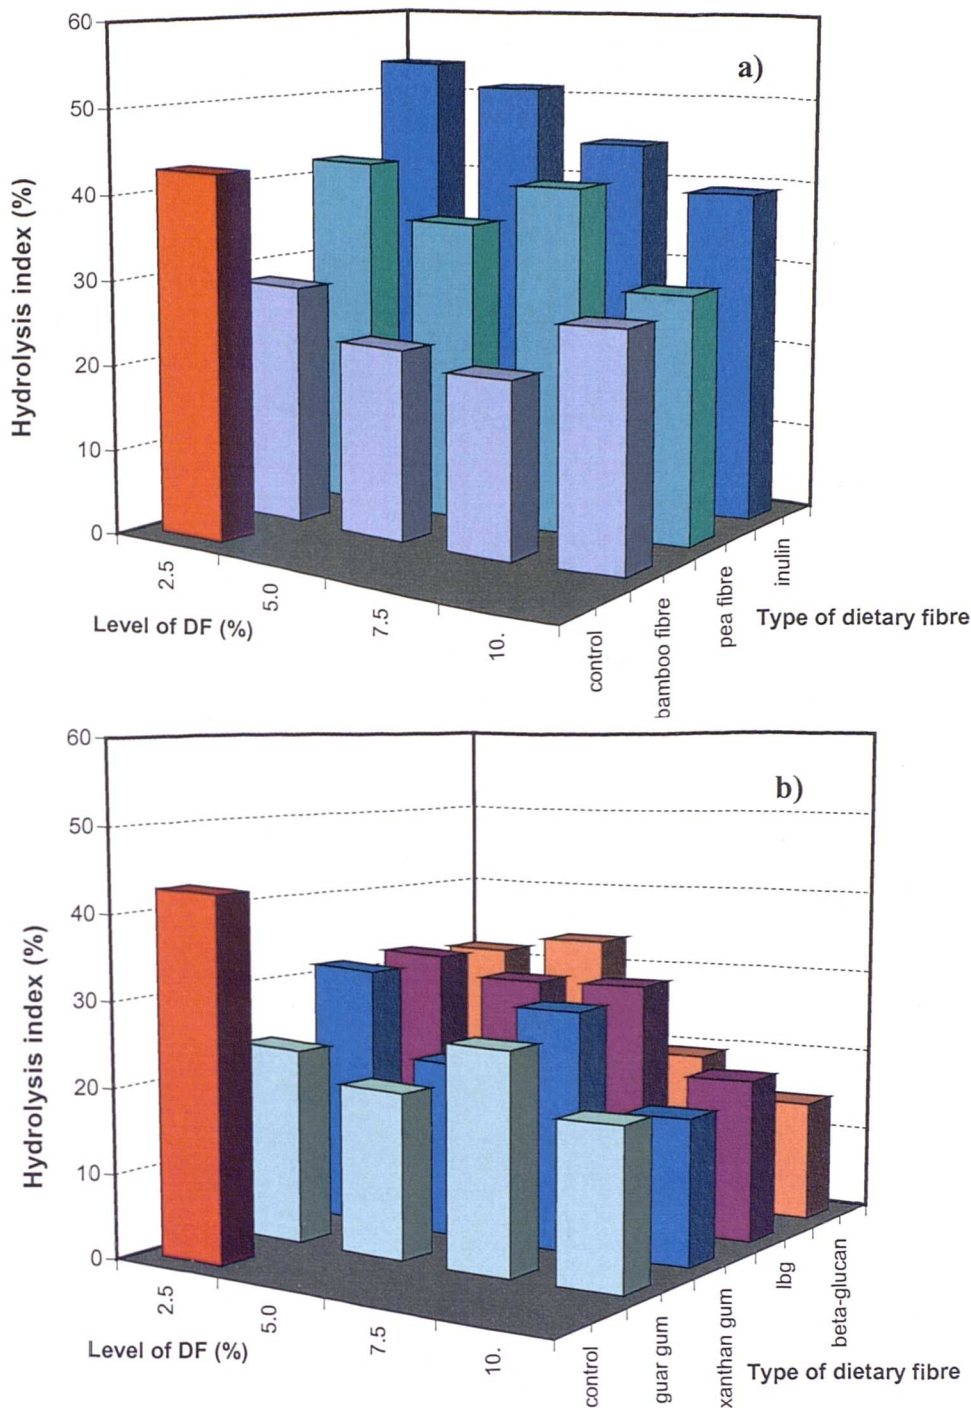 a)
60
50
40
30
20
10
0
Hydrolysis index (%)
2.5
5.0
7.5
10.
Level of DF (%)
control
bamboo fibre
pea fibre
inulin
Type of dietary fibre
b)
60
50
40
30
20
10
0
Hydrolysis index (%)
2.5
5.0
7.5
10.
Level of DF (%)
control
guar gum
xanthan gum
lbg
beta-glucan
Type of dietary fibre